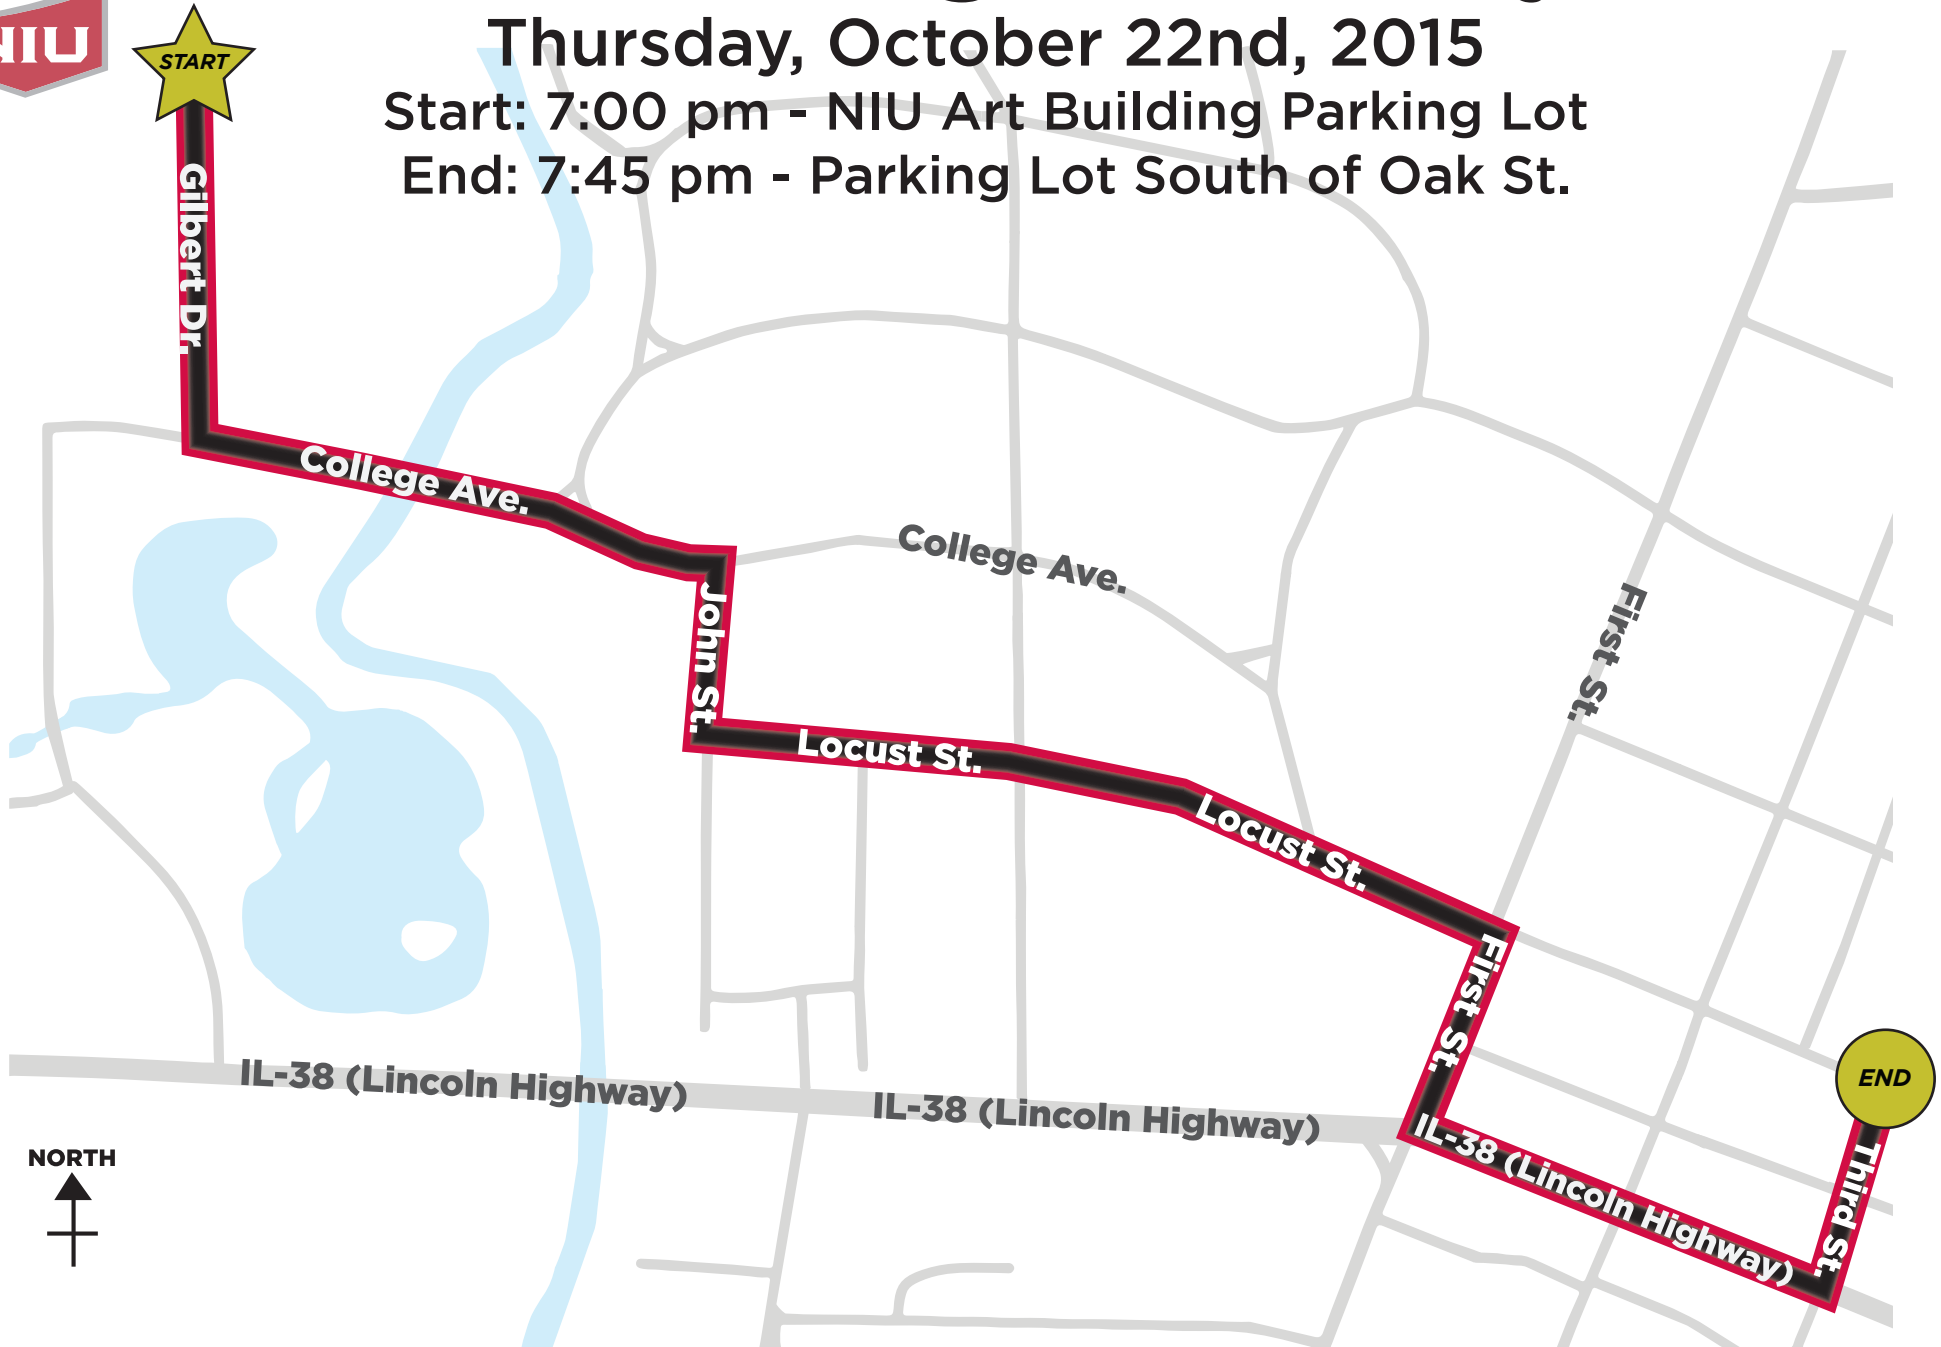 NIU
START
Thursday, October 22nd, 2015
Start: 7:00 pm - NIU Art Building Parking Lot
End: 7:45 pm - Parking Lot South of Oak St.
Gilbert Dr.
College Ave.
College Ave.
John St.
First St.
Locust St.
Locust St.
First St.
IL-38 (Lincoln Highway)
IL-38 (Lincoln Highway)
IL-38 (Lincoln Highway)
END
Third St.
NORTH